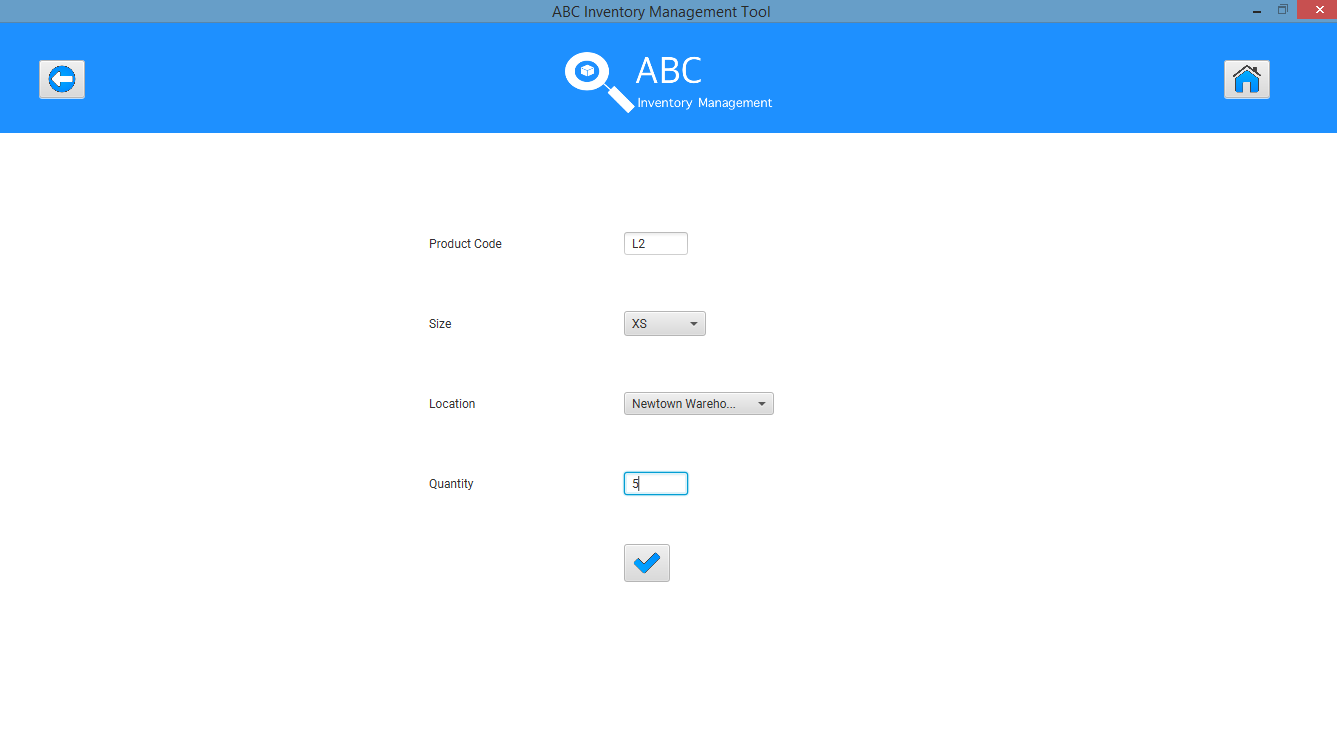 ABC Inventory Management Tool
ABC
Inventory Management
Product Code L2
Size XS
Location Newtown Wareho...
Quantity 5